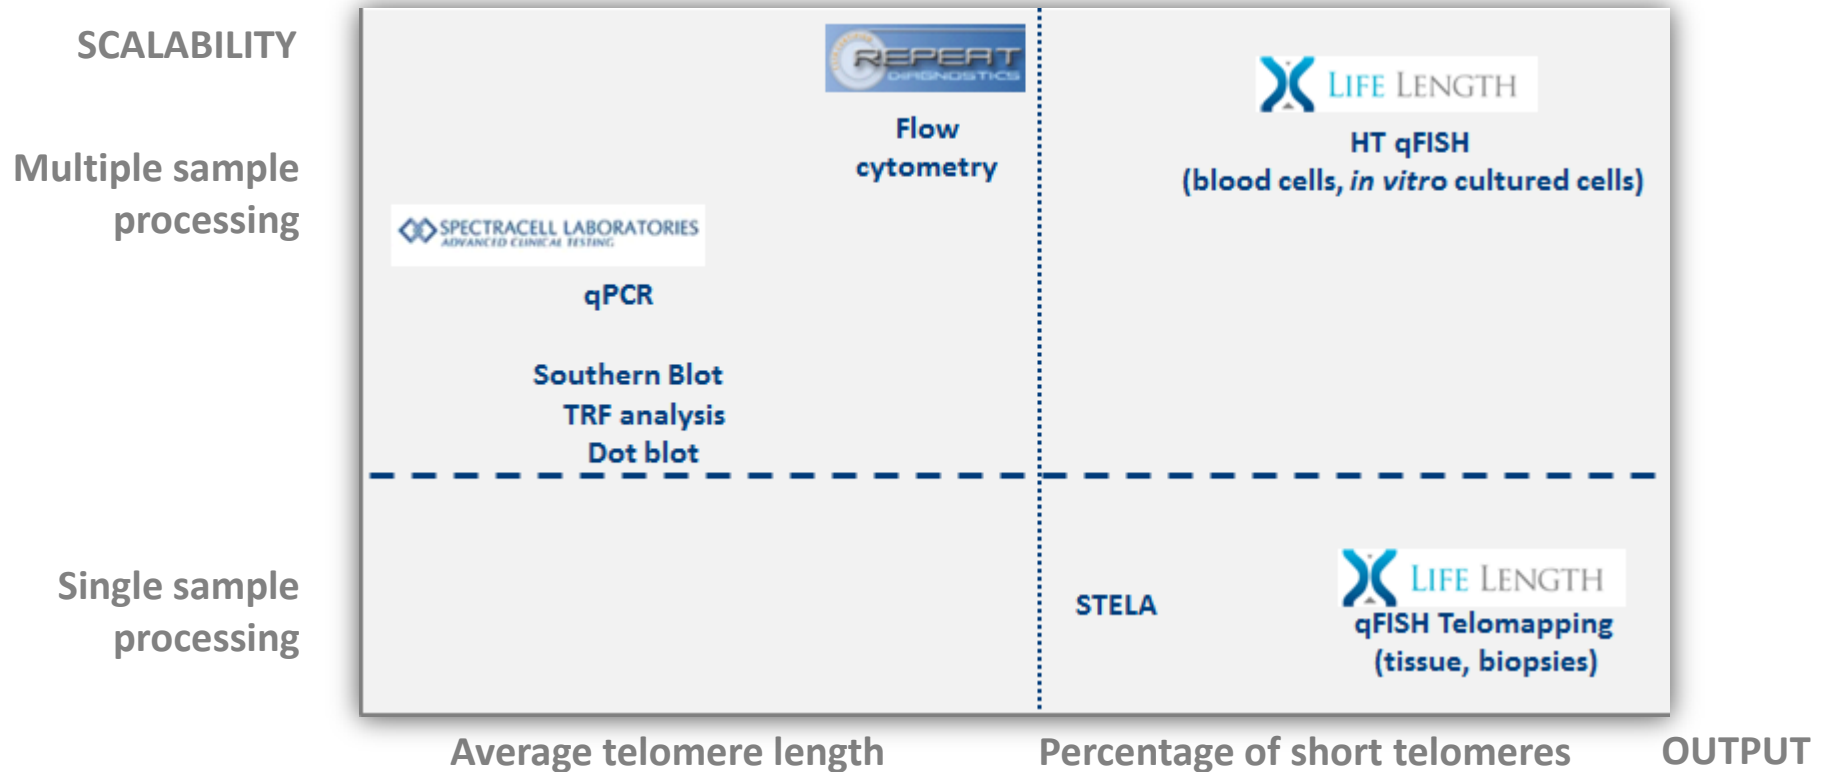 SCALABILITY
REPEAT
DIAGNOSTICS
LIFE LENGTH
Flow
cytometry
HT qFISH
(blood cells, in vitro cultured cells)
Multiple sample
processing
SPECTRACELL LABORATORIES
ADVANCED CLINICAL TESTING
qPCR
Southern Blot
TRF analysis
Dot blot
Single sample
processing
STELA
LIFE LENGTH
qFISH Telomapping
(tissue, biopsies)
Average telomere length
Percentage of short telomeres
OUTPUT